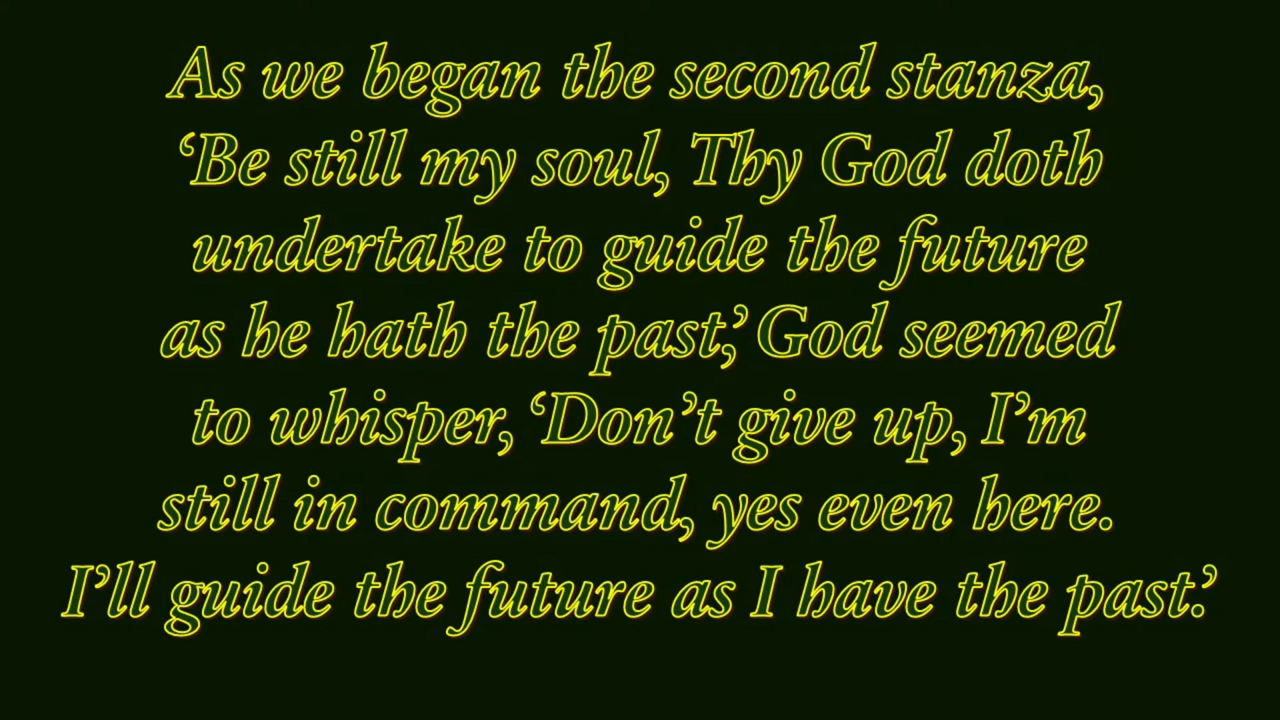 As we began the second stanza,
‘Be still my soul, Thy God doth
undertake to guide the future
as he hath the past,’ God seemed
to whisper, ‘Don’t give up, I’m
still in command, yes even here.
I’ll guide the future as I have the past.’